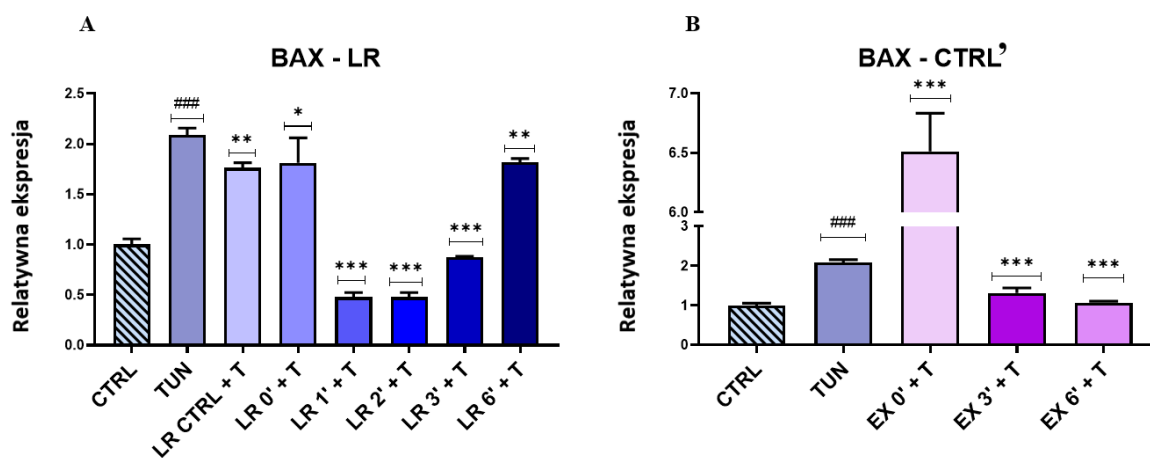 A
BAX - LR
Relatywna ekspresja
2.5
2.0
1.5
1.0
0.5
0.0
###
**
*
***
***
***
**
CTRL
TUN
LR CTRL + T
LR 0' + T
LR 1' + T
LR 2' + T
LR 3' + T
LR 6' + T
B
BAX - CTRL’
Relatywna ekspresja
7.0
6.5
6.0
3
2
1
0
###
***
***
***
CTRL
TUN
EX 0' + T
EX 3' + T
EX 6' + T